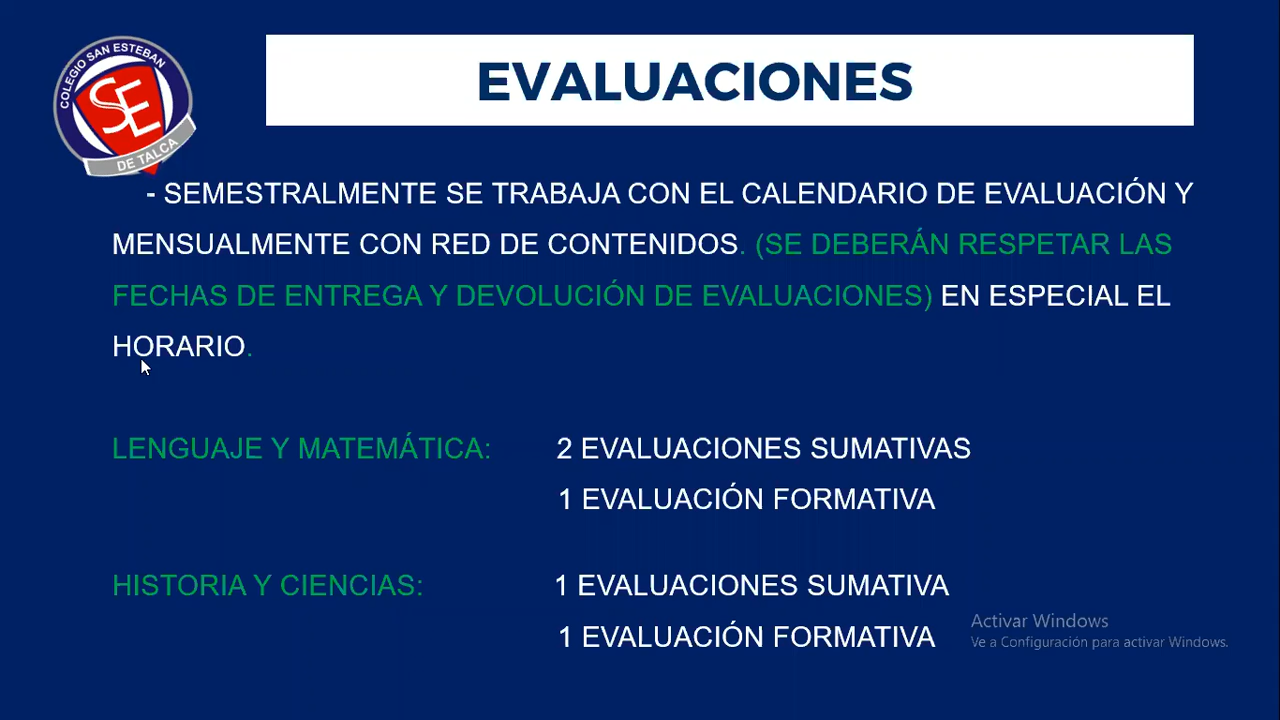 COLEGIO SAN ESTEBAN
SE
DE TALCA
EVALUACIONES
- SEMESTRALMENTE SE TRABAJA CON EL CALENDARIO DE EVALUACIÓN Y
MENSUALMENTE CON RED DE CONTENIDOS. (SE DEBERÁN RESPETAR LAS
FECHAS DE ENTREGA Y DEVOLUCIÓN DE EVALUACIONES) EN ESPECIAL EL
HORARIO.
LENGUAJE Y MATEMÁTICA: 2 EVALUACIONES SUMATIVAS
1 EVALUACIÓN FORMATIVA
HISTORIA Y CIENCIAS: 1 EVALUACIONES SUMATIVA
1 EVALUACIÓN FORMATIVA
Activar Windows
Ve a Configuración para activar Windows.